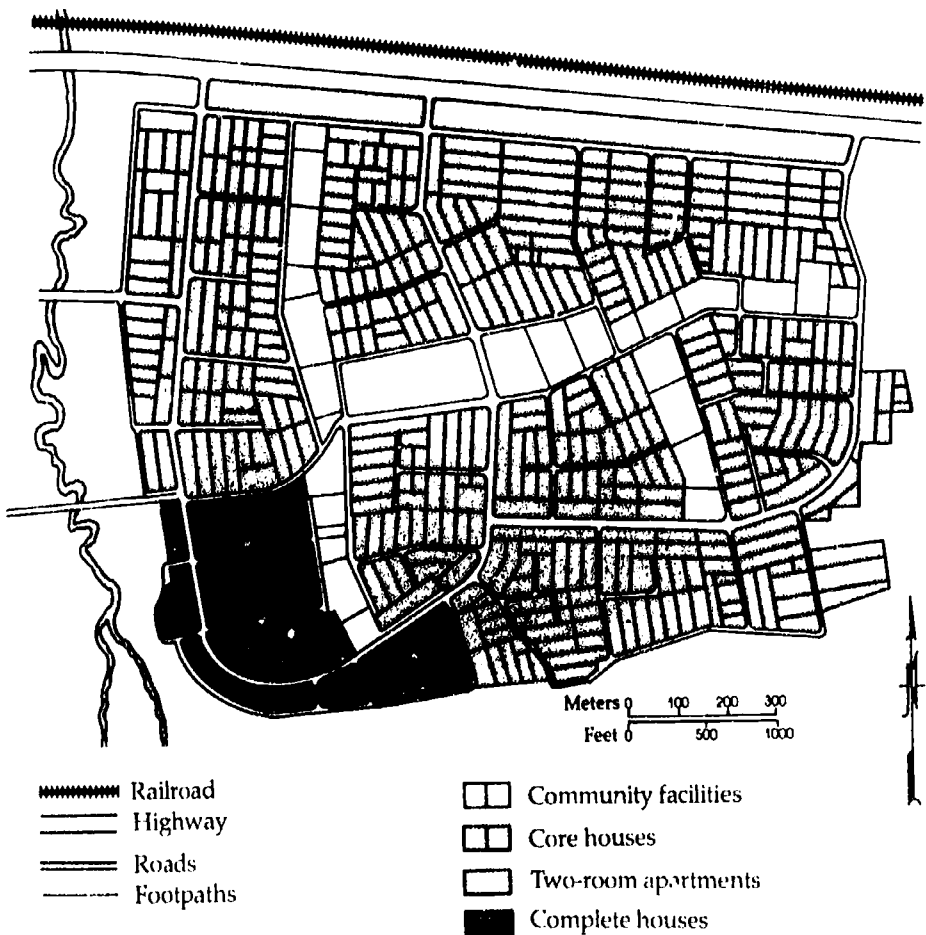 Meters 0 100 200 300
Feet 0 500 1000
Railroad
Highway
Roads
Footpaths
Community facilities
Core houses
Two-room apartments
Complete houses